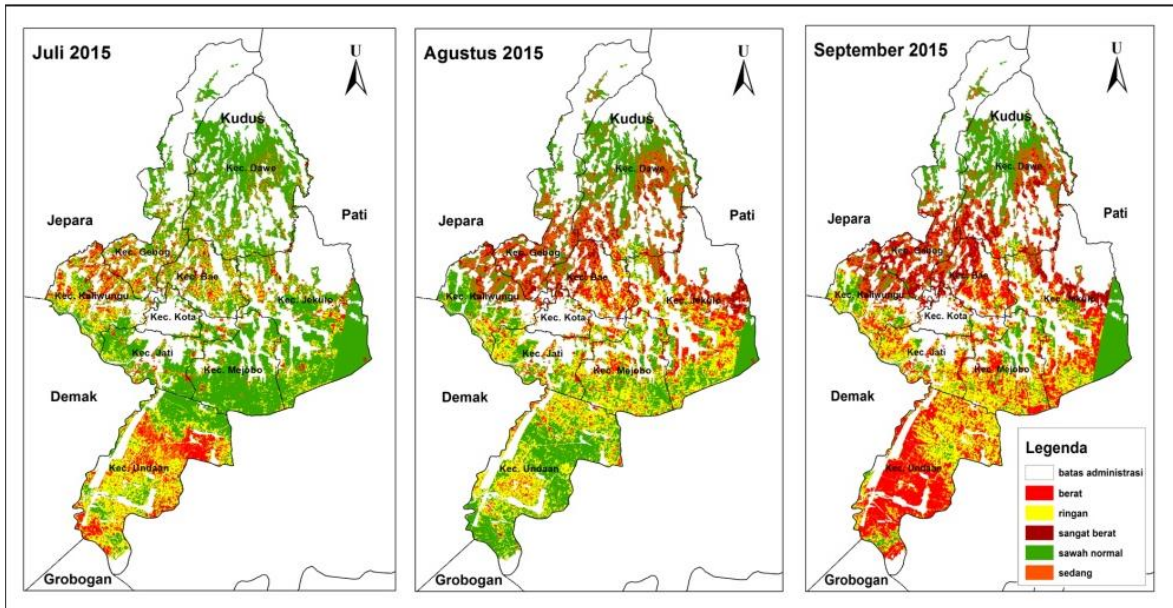 Juli 2015
U
Kudus
Kec. Dawe
Jepara
Pati
Kec. Gebog
Kec. Bae
Kec. Kaliwungu
Kec. Jekulo
Kec. Kota
Kec. Jati
Kec. Mejobo
Demak
Kec. Undaan
Grobogan
Agustus 2015
U
Kudus
Kec. Dawe
Jepara
Pati
Kec. Gebog
Kec. Bae
Kec. Kaliwungu
Kec. Jekulo
Kec. Kota
Kec. Jati
Kec. Mejobo
Demak
Kec. Undaan
Grobogan
September 2015
U
Kudus
Kec. Dawe
Jepara
Pati
Kec. Gebog
Kec. Bae
Kec. Kaliwungu
Kec. Jekulo
Kec. Kota
Kec. Jati
Kec. Mejobo
Demak
Kec. Undaan
Grobogan
Legenda
batas administrasi
berat
ringan
sangat berat
sawah normal
sedang